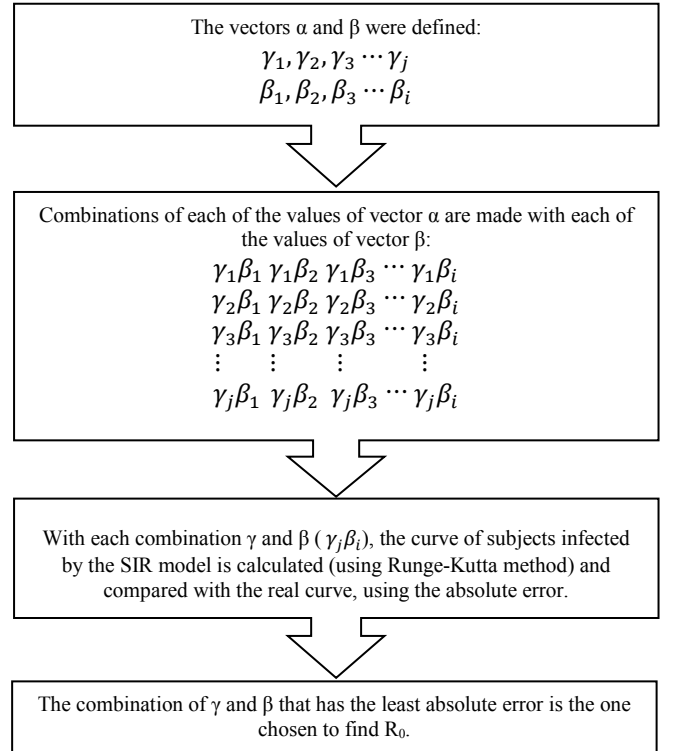 The vectors α and β were defined:
γ₁, γ₂, γ₃ ⋯ γⱼ
β₁, β₂, β₃ ⋯ βᵢ
Combinations of each of the values of vector α are made with each of
the values of vector β:
γ₁β₁ γ₁β₂ γ₁β₃ ⋯ γ₁βᵢ
γ₂β₁ γ₂β₂ γ₂β₃ ⋯ γ₂βᵢ
γ₃β₁ γ₃β₂ γ₃β₃ ⋯ γ₃βᵢ
⋮ ⋮ ⋮ ⋮
γⱼβ₁ γⱼβ₂ γⱼβ₃ ⋯ γⱼβᵢ
With each combination γ and β (γⱼβᵢ), the curve of subjects infected
by the SIR model is calculated (using Runge-Kutta method) and
compared with the real curve, using the absolute error.
The combination of γ and β that has the least absolute error is the one
chosen to find R₀.